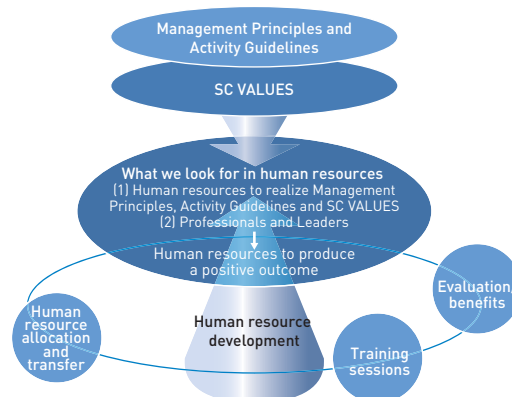 Management Principles and
Activity Guidelines
SC VALUES
What we look for in human resources
(1) Human resources to realize Management
Principles, Activity Guidelines and SC VALUES
(2) Professionals and Leaders
Human resources to produce
a positive outcome
Evaluation,
benefits
Human
resource
allocation
and
transfer
Human resource
development
Training
sessions